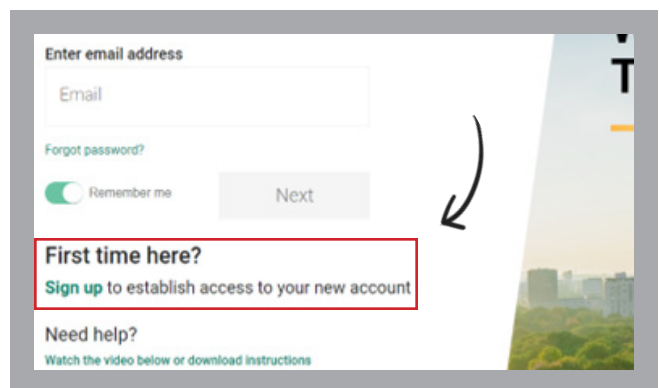 Enter email address
Email
Forgot password?
Remember me
Next
First time here?
Sign up to establish access to your new account
Need help?
Watch the video below or download instructions
T